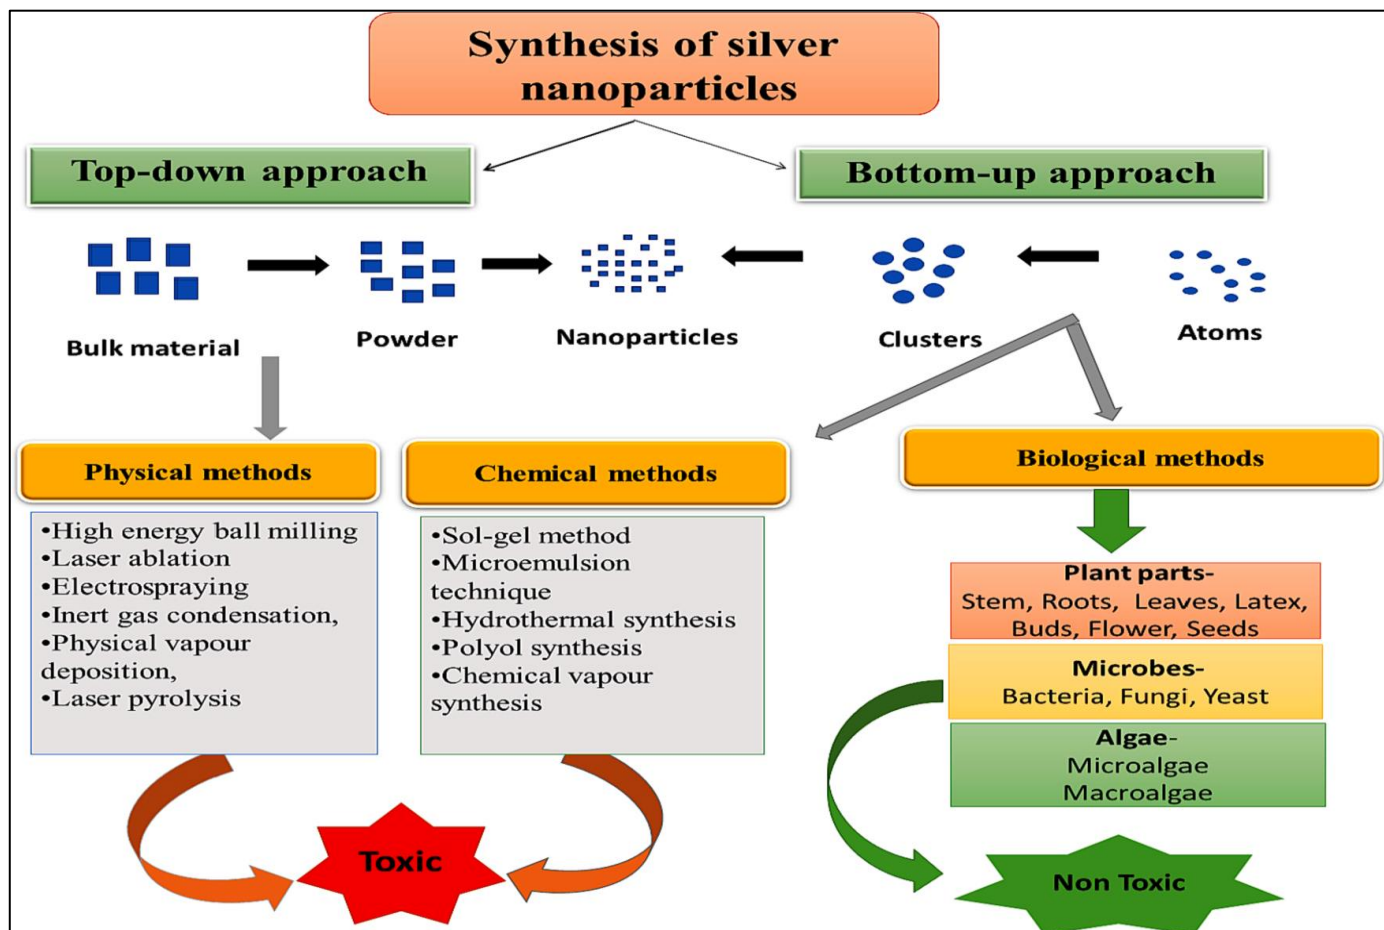 Synthesis of silver
nanoparticles
Top-down approach
Bottom-up approach
Bulk material
Powder
Nanoparticles
Clusters
Atoms
Physical methods
•High energy ball milling
•Laser ablation
•Electrospraying
•Inert gas condensation,
•Physical vapour
deposition,
•Laser pyrolysis
Chemical methods
•Sol-gel method
•Microemulsion
technique
•Hydrothermal synthesis
•Polyol synthesis
•Chemical vapour
synthesis
Biological methods
Plant parts-
Stem, Roots, Leaves, Latex,
Buds, Flower, Seeds
Microbes-
Bacteria, Fungi, Yeast
Algae-
Microalgae
Macroalgae
Toxic
Non Toxic